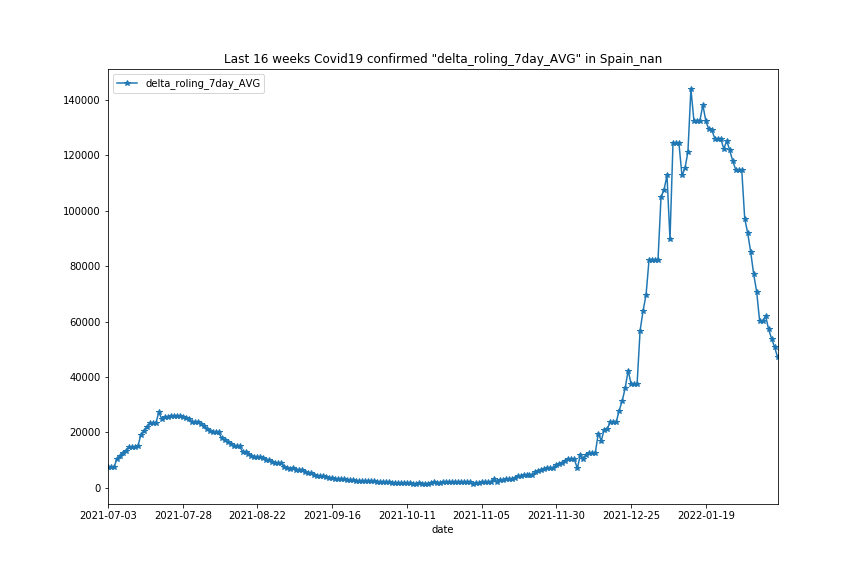 Last 16 weeks Covid19 confirmed "delta_roling_7day_AVG" in Spain_nan
delta_roling_7day_AVG
140000
120000
100000
80000
60000
40000
20000
0
2021-07-03 2021-07-28 2021-08-22 2021-09-16 2021-10-11 2021-11-05 2021-11-30 2021-12-25 2022-01-19
date